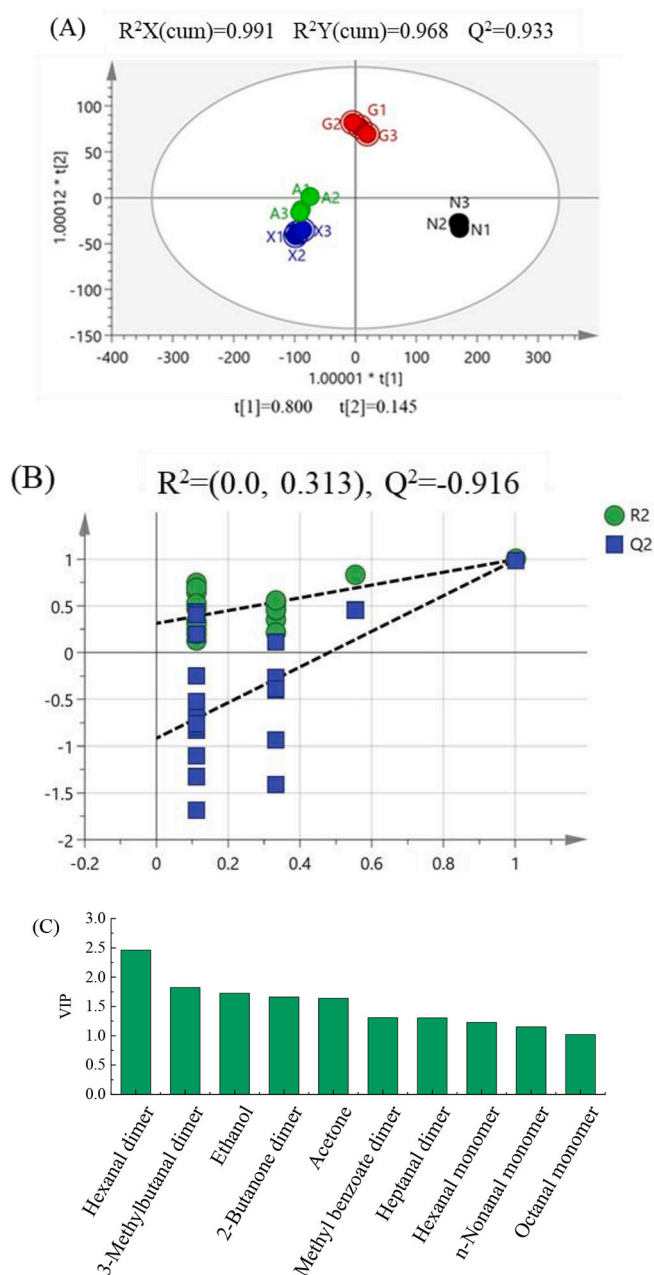 (A)
R²X(cum)=0.991 R²Y(cum)=0.968 Q²=0.933
1.00012 * t[2]
100
50
0
-50
-100
-150
G2 G1
G3
A1 A2
A3
X1 X3
X2
N3
N2 N1
-400 -300 -200 -100 0 100 200 300
1.00001 * t[1]
t[1]=0.800 t[2]=0.145
(B)
R²=(0.0, 0.313), Q²=-0.916
R2
Q2
1
0.5
0
-0.5
-1
-1.5
-2
-0.2 0 0.2 0.4 0.6 0.8 1
(C)
VIP
3.0
2.5
2.0
1.5
1.0
0.5
0.0
Hexanal dimer
3-Methylbutanal dimer
Ethanol
2-Butanone dimer
Acetone
Methyl benzoate dimer
Heptanal dimer
Hexanal monomer
n-Nonanal monomer
Octanal monomer